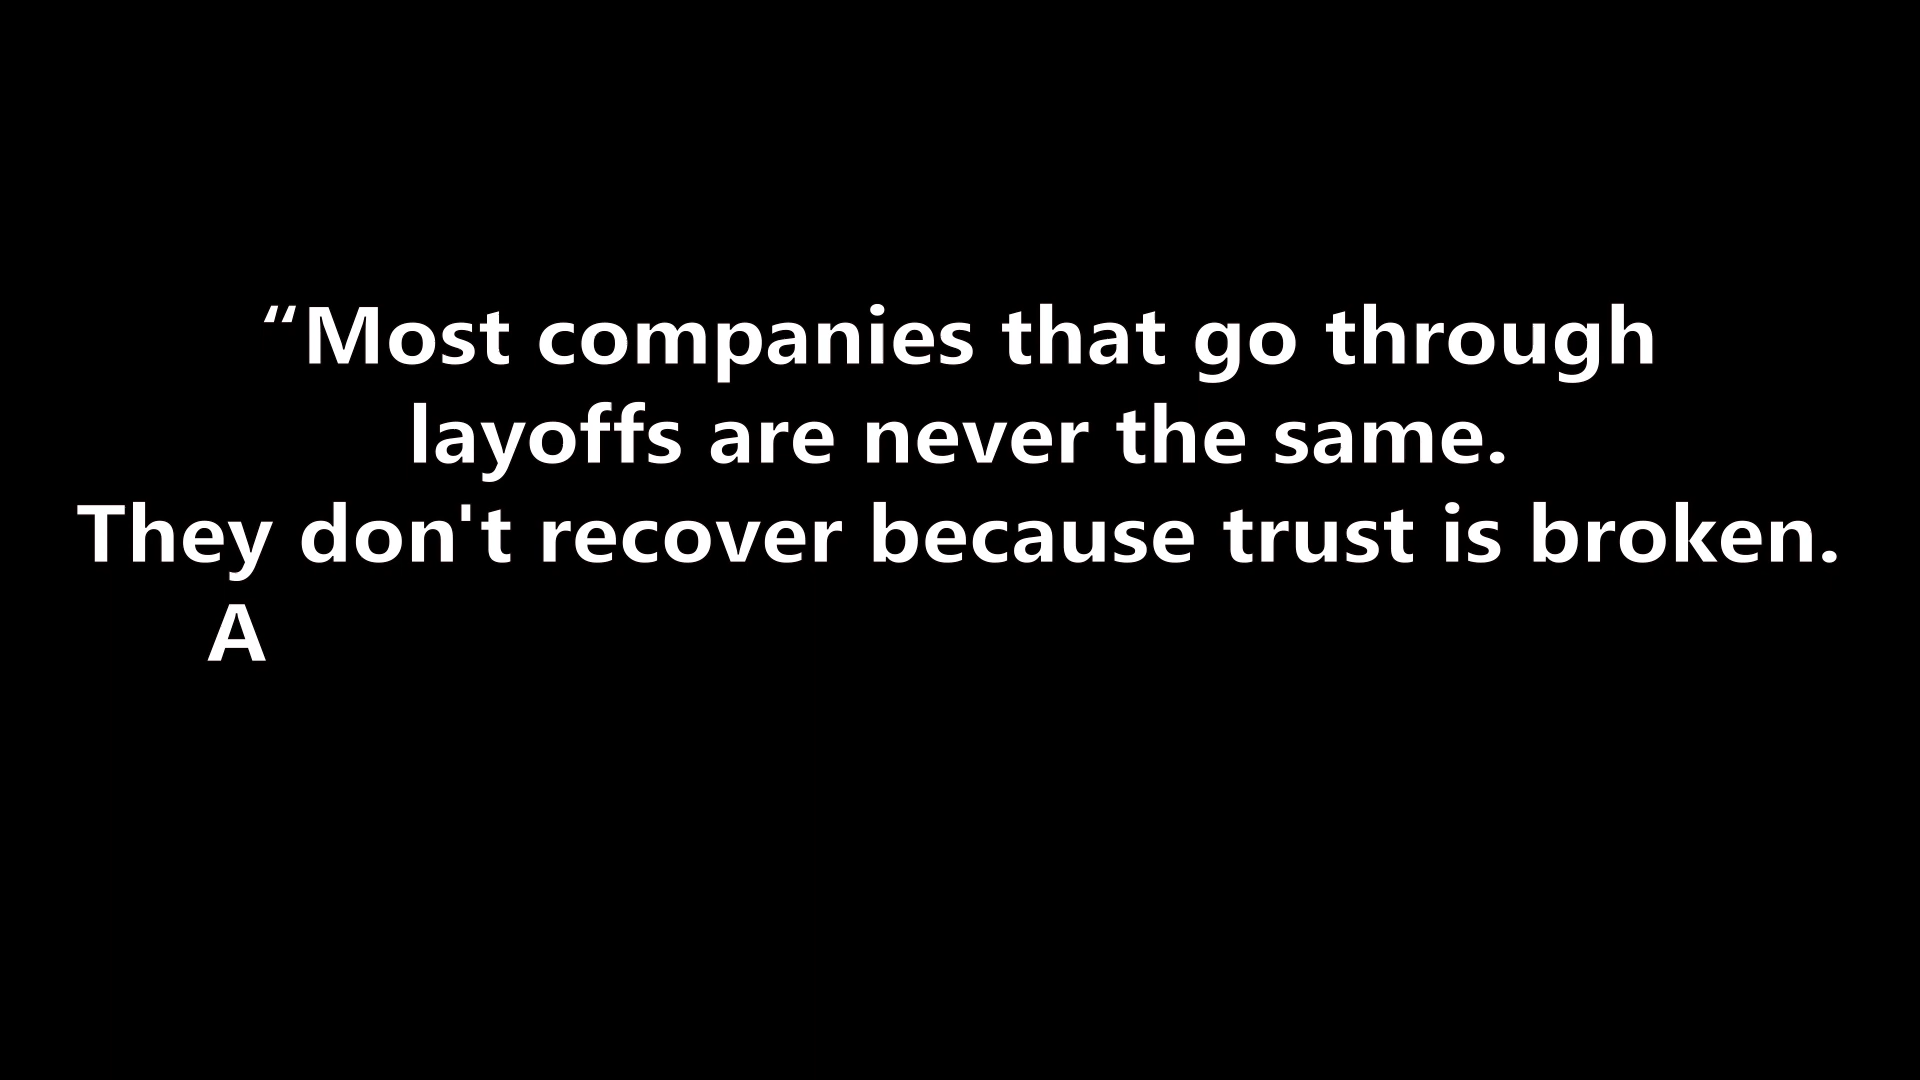 “Most companies that go through
layoffs are never the same.
They don't recover because trust is broken.
A